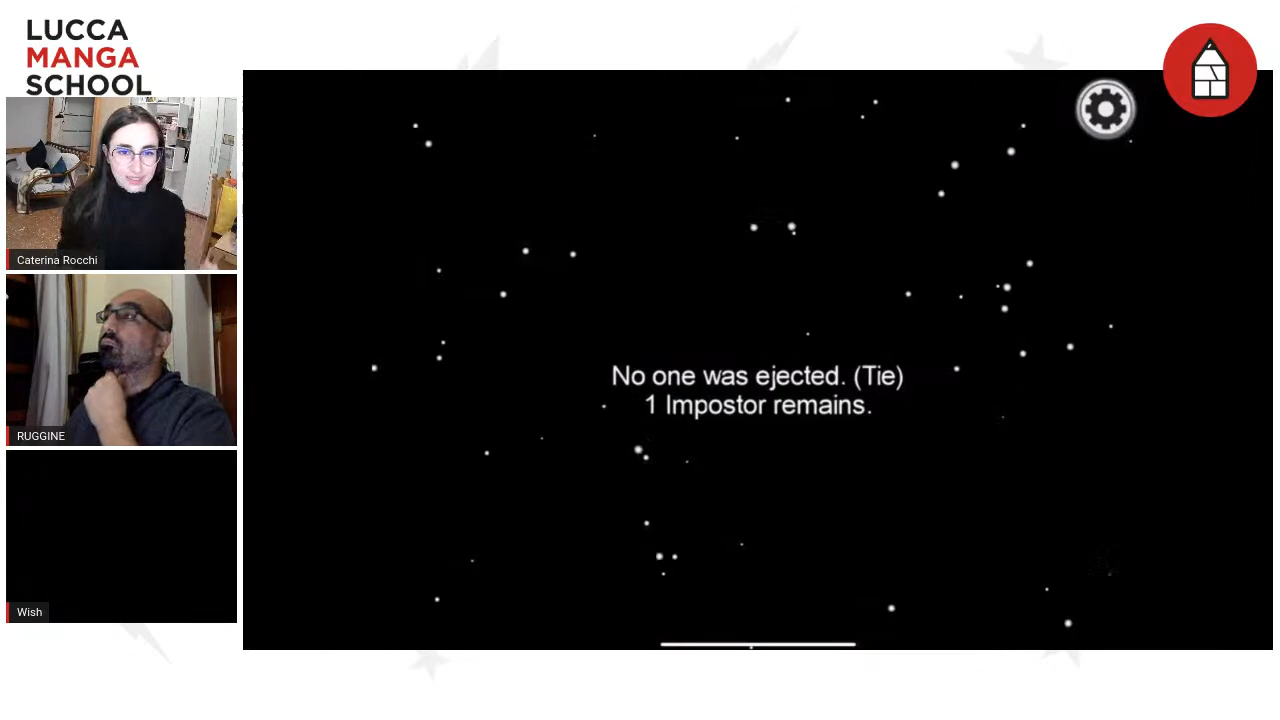 LUCCA
MANGA
SCHOOL
Caterina Rocchi
RUGGINE
Wish
No one was ejected. (Tie)
1 Impostor remains.